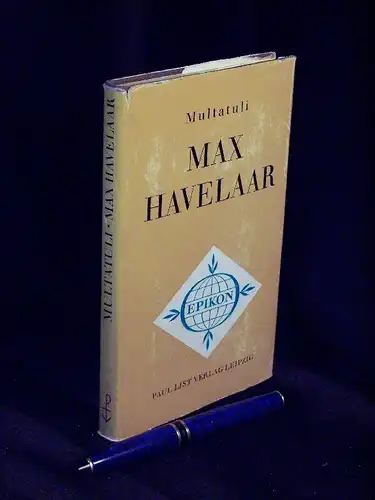 Multatuli
MAX
HAVELAAR
EPIKON
PAUL LIST VERLAG LEIPZIG
MULTATULI · MAX HAVELAAR